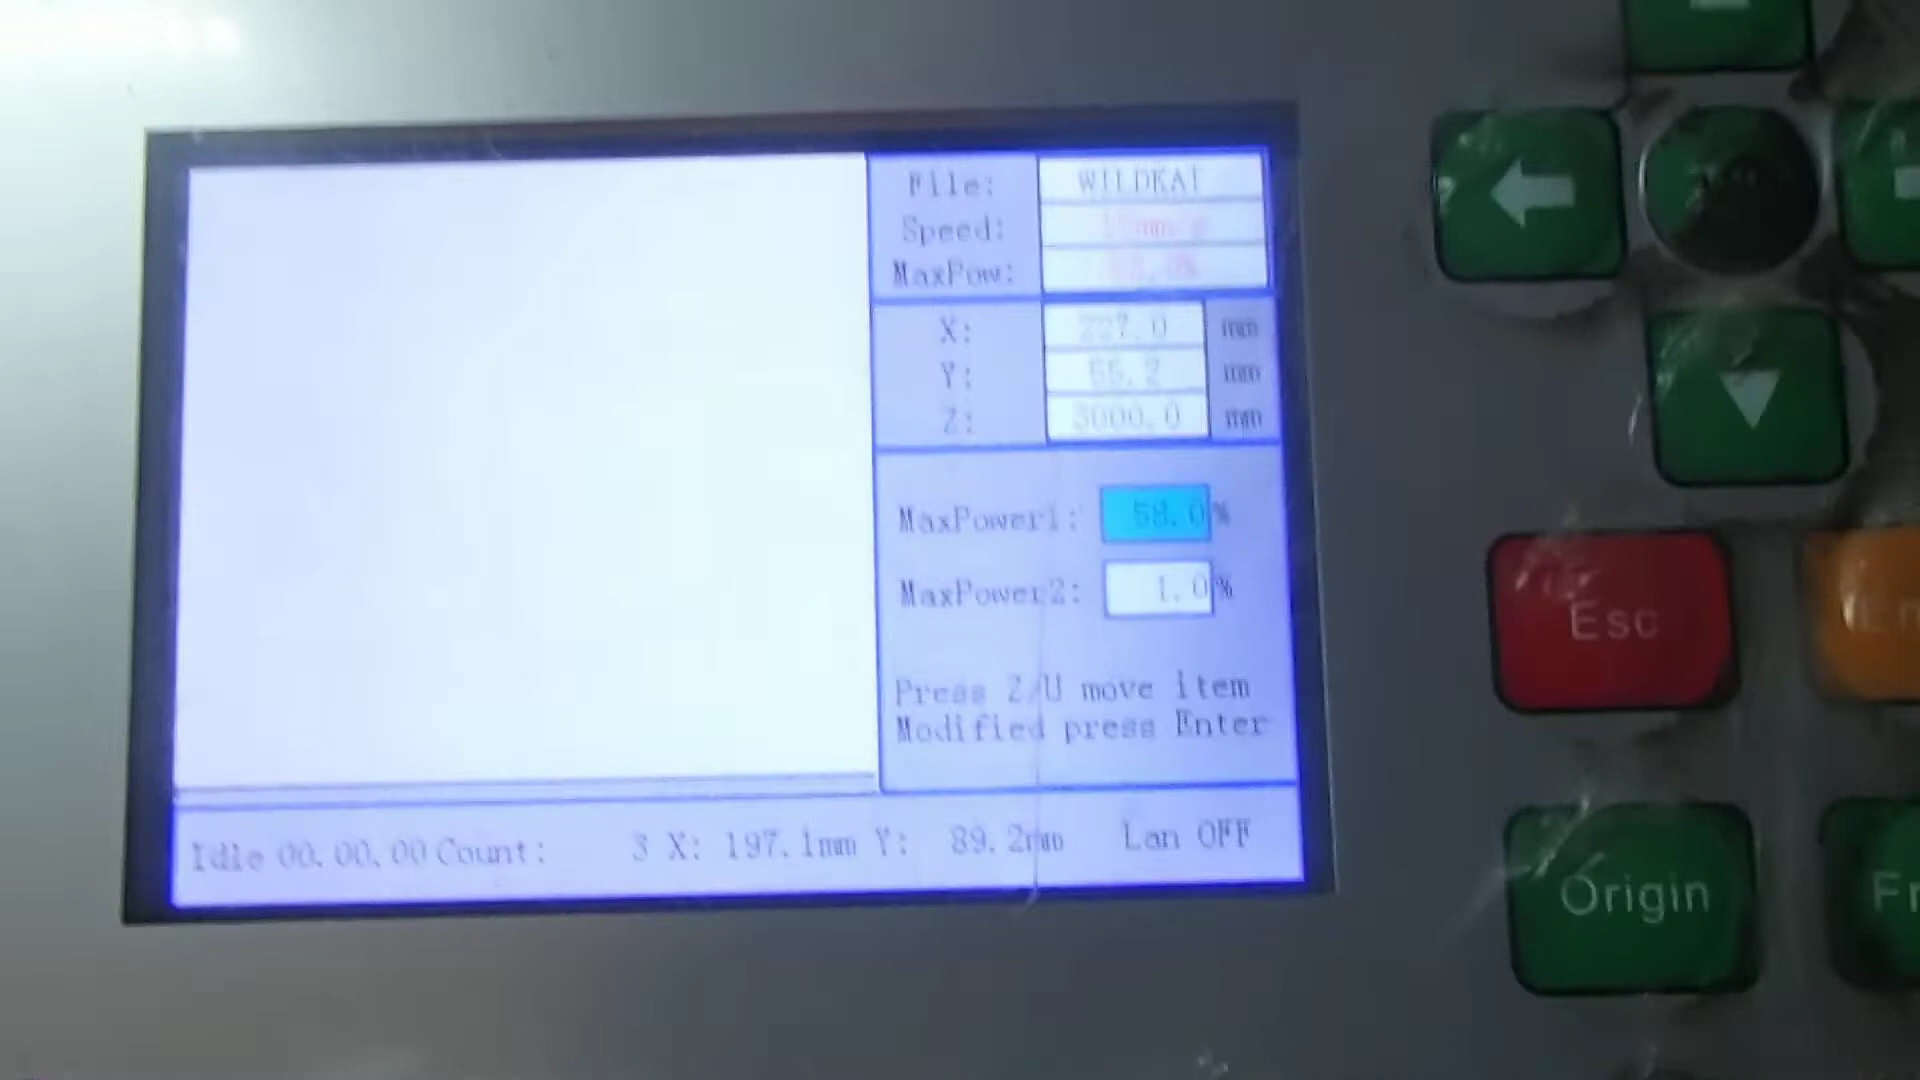 File: WILDKAT
Speed:
MaxPow:
X: 227.0 mm
Y: 55.2 mm
Z: 3000.0 mm
MaxPower1: 58.0%
MaxPower2: 1.0%
Press Z/U move item
Modified press Enter
Idle 00.00.00 Count: 3 X: 197.1mm Y: 89.2mm Lan OFF
Esc
Origin